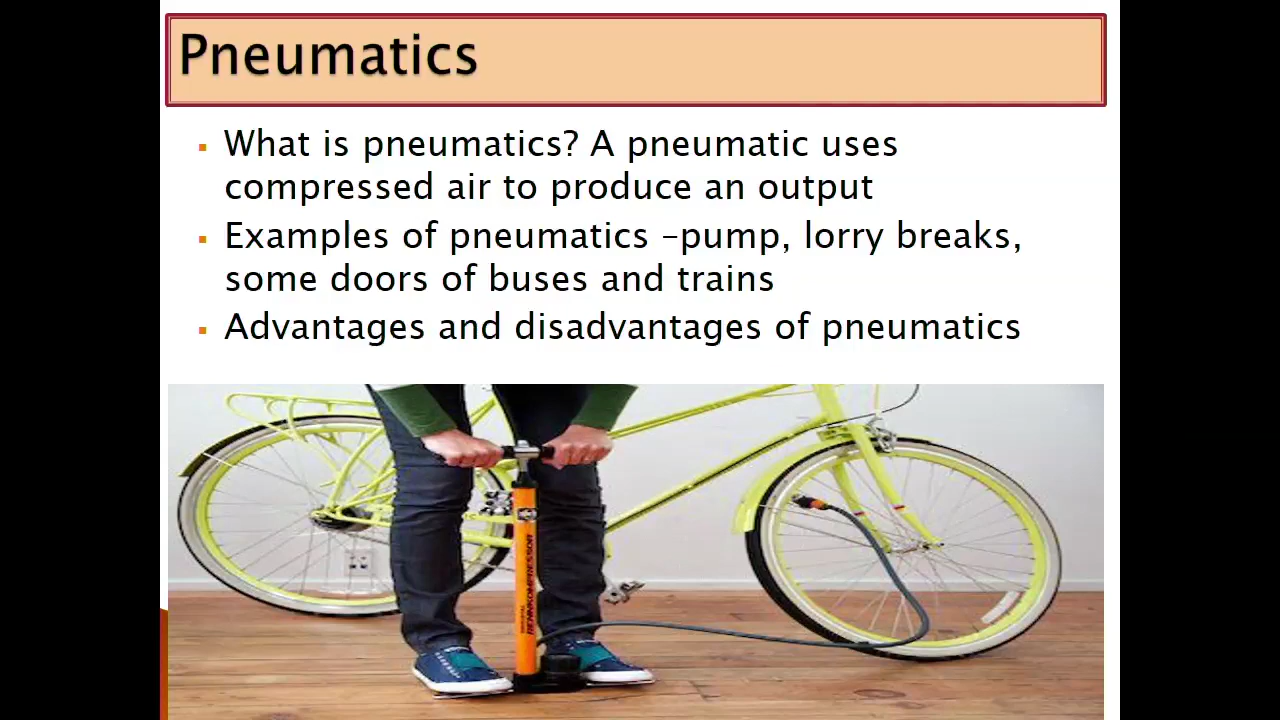 Pneumatics
What is pneumatics? A pneumatic uses
compressed air to produce an output
Examples of pneumatics –pump, lorry breaks,
some doors of buses and trains
Advantages and disadvantages of pneumatics
RENNKOMPRESSOR